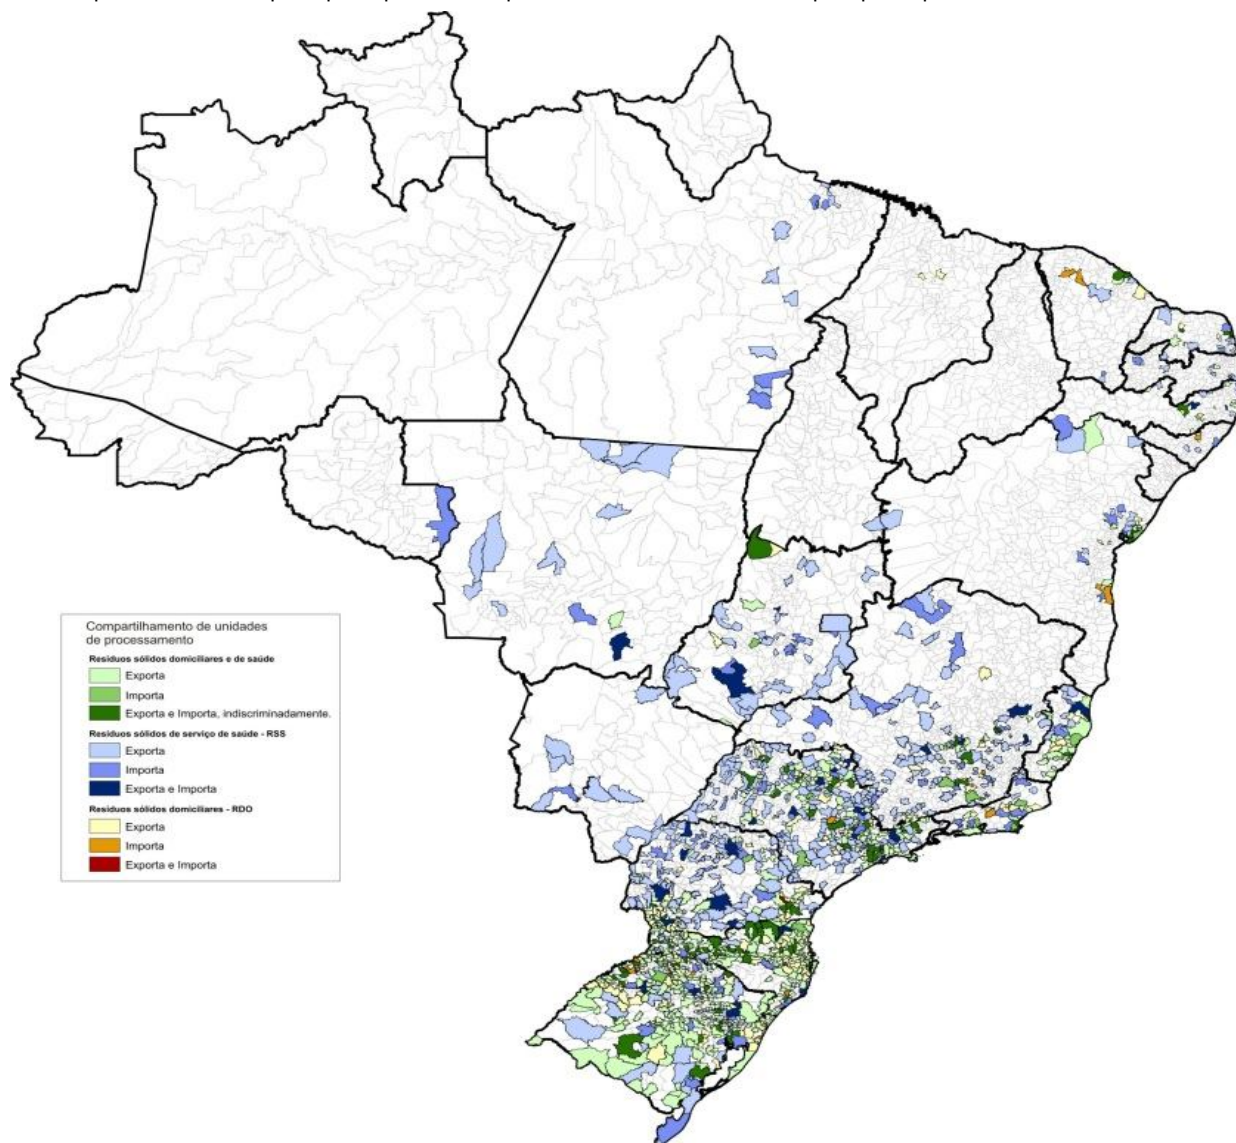 Compartilhamento de unidades
de processamento
Resíduos sólidos domiciliares e de saúde
Exporta
Importa
Exporta e Importa, indiscriminadamente.
Resíduos sólidos de serviço de saúde - RSS
Exporta
Importa
Exporta e Importa
Resíduos sólidos domiciliares - RDO
Exporta
Importa
Exporta e Importa